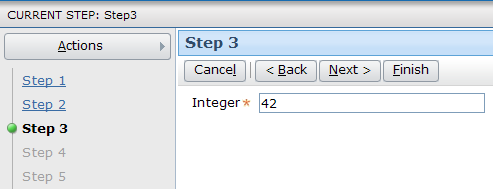 CURRENT STEP: Step3
Actions
Step 1
Step 2
Step 3
Step 4
Step 5
Step 3
Cancel < Back Next > Finish
Integer * 42